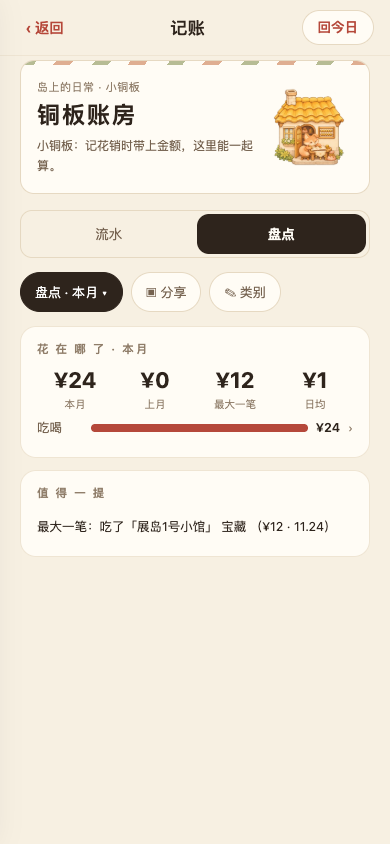 ‹ 返回
记账
回今日
岛上的日常 · 小铜板
铜板账房
小铜板：记花销时带上金额，这里能一起
算。
流水
盘点
盘点 · 本月 ▾
▣ 分享
✎ 类别
花在哪了 · 本月
¥24 ¥0 ¥12 ¥1
本月 上月 最大一笔 日均
吃喝 ¥24 ›
值得一提
最大一笔：吃了「展岛1号小馆」 宝藏 （¥12 · 11.24）